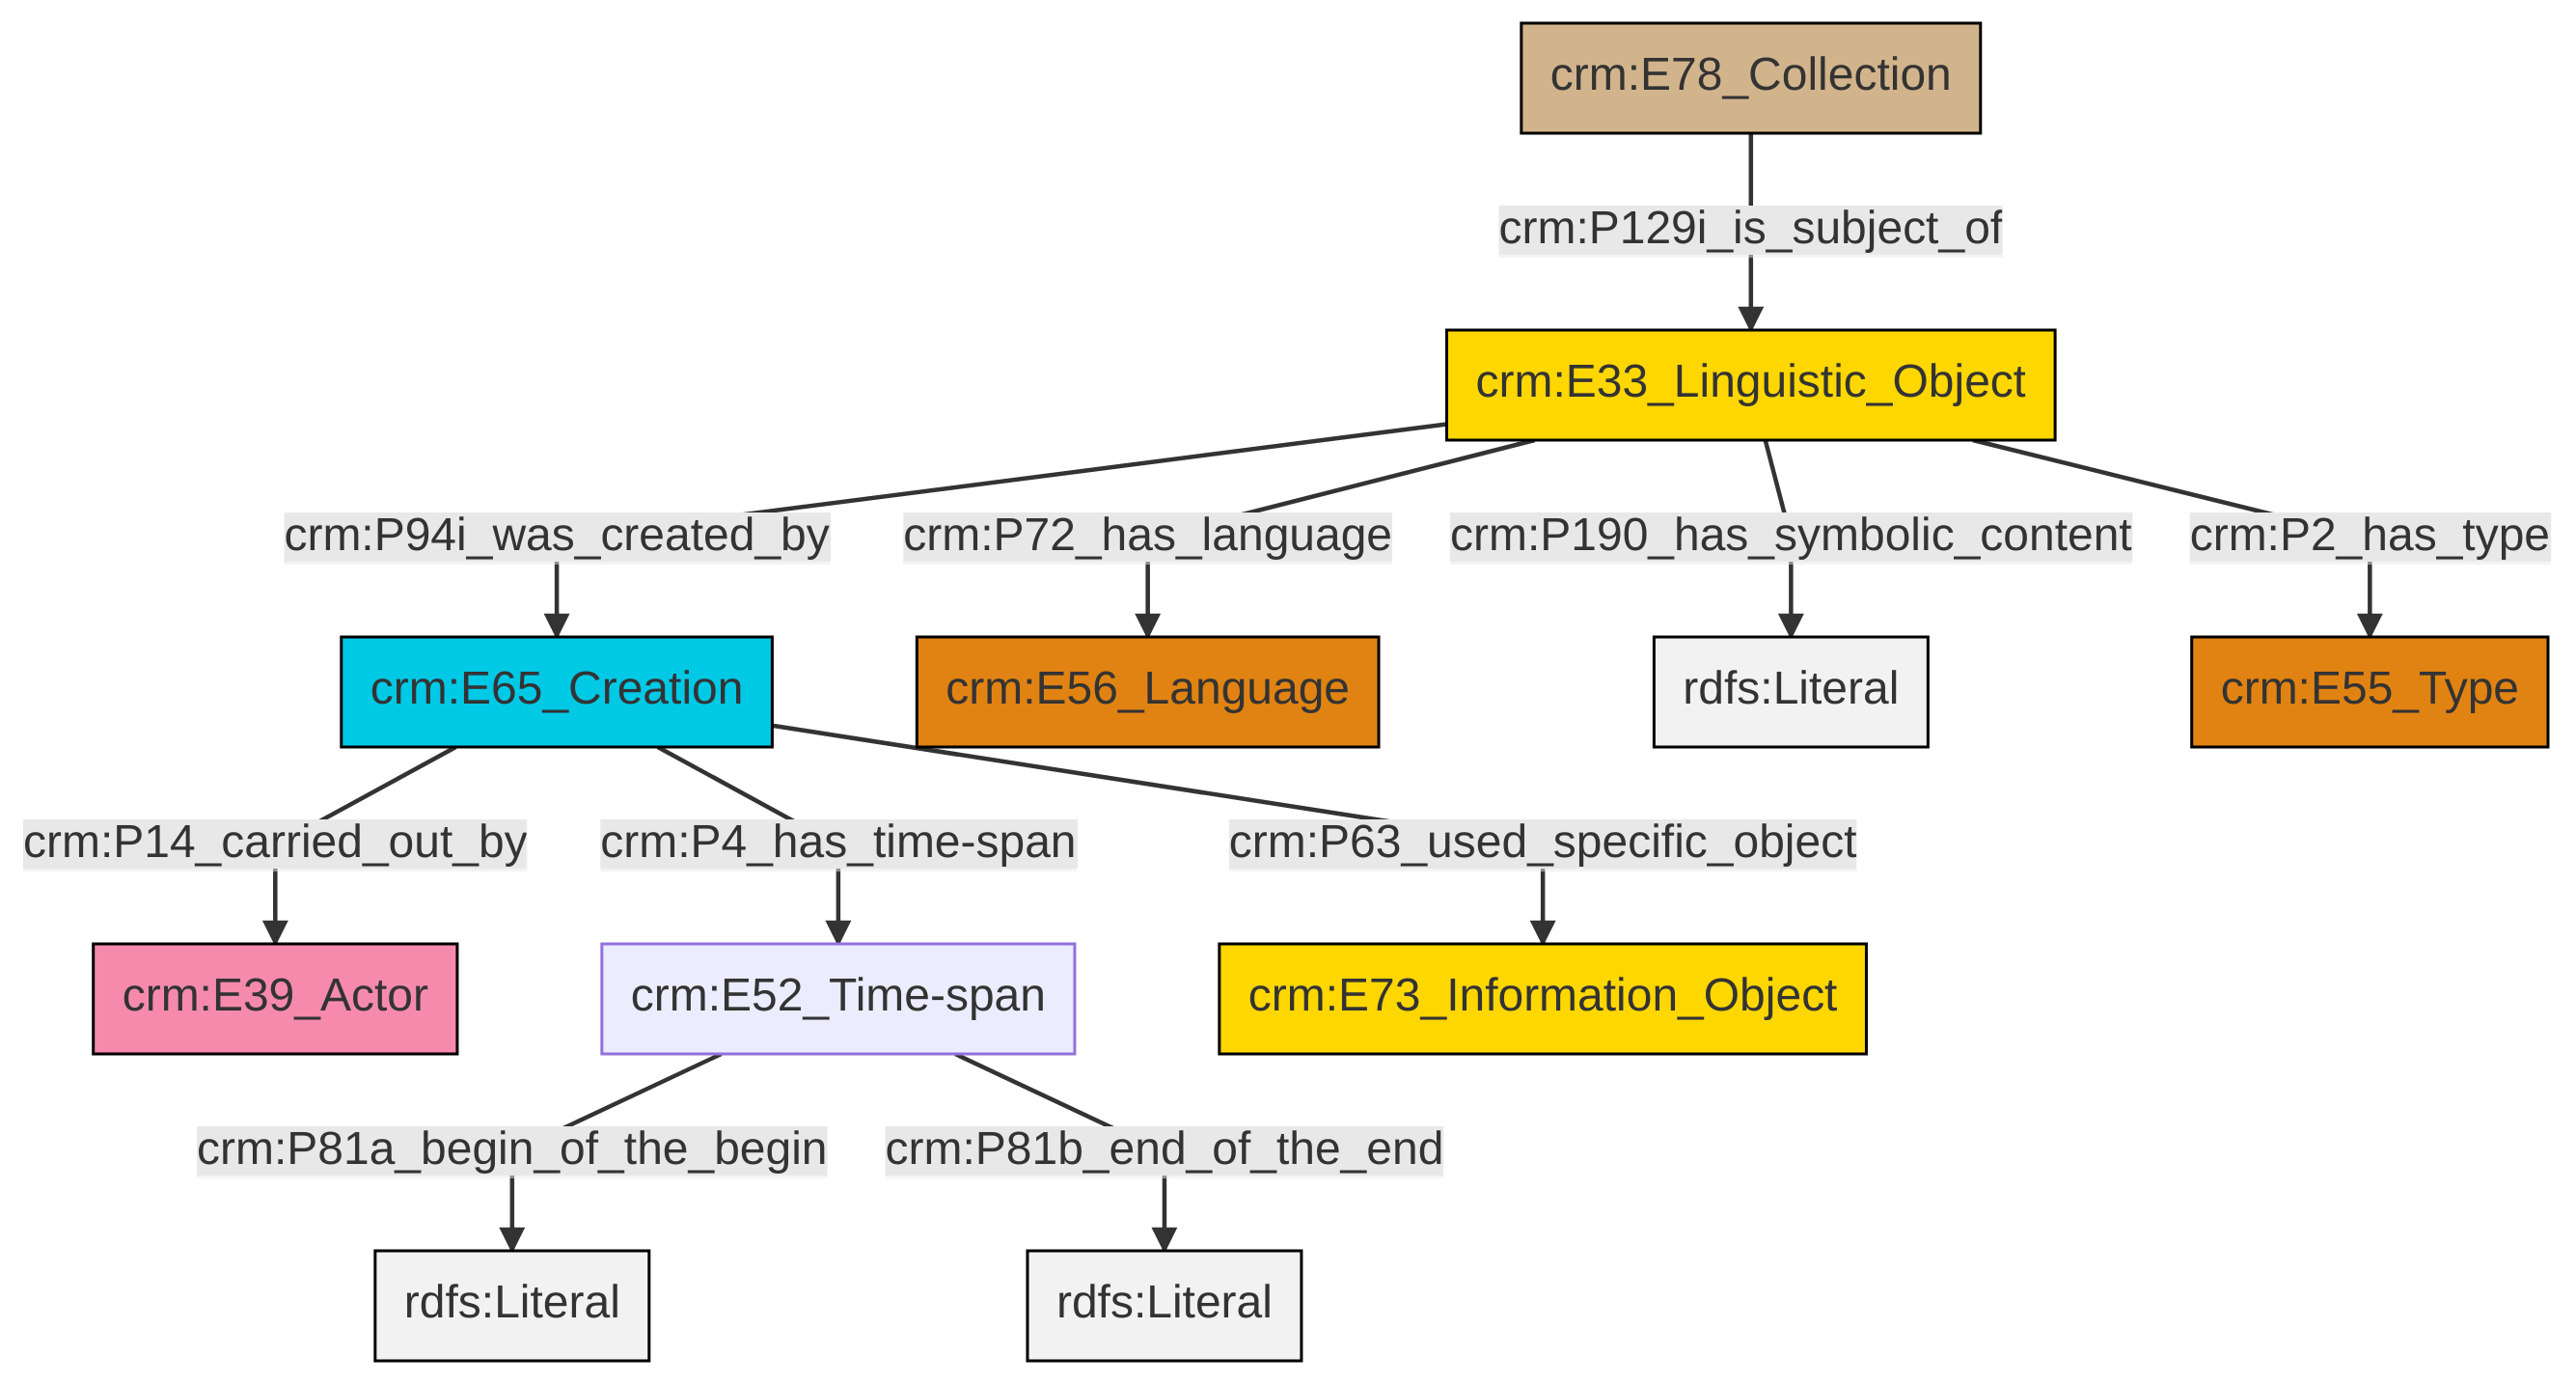 crm:E78_Collection
crm:P129i_is_subject_of
crm:E33_Linguistic_Object
crm:P94i_was_created_by
crm:P72_has_language
crm:P190_has_symbolic_content
crm:P2_has_type
crm:E65_Creation
crm:E56_Language
rdfs:Literal
crm:E55_Type
crm:P14_carried_out_by
crm:P4_has_time-span
crm:P63_used_specific_object
crm:E39_Actor
crm:E52_Time-span
crm:E73_Information_Object
crm:P81a_begin_of_the_begin
crm:P81b_end_of_the_end
rdfs:Literal
rdfs:Literal